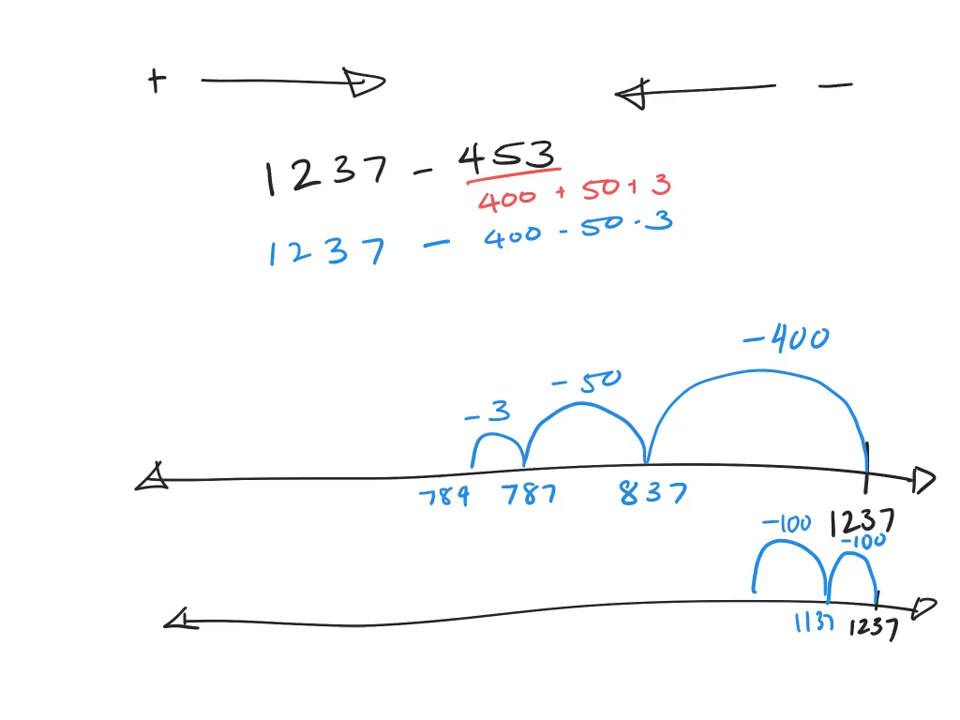 + −
1237 - 453
400 + 50 + 3
1237 - 400 - 50 - 3
-400
- 50
- 3
784 787 837 1237
-100 -100
1137 1237